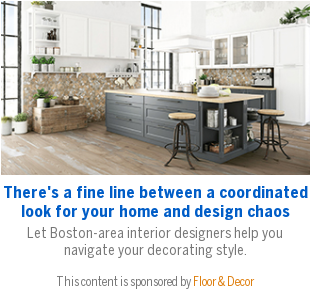 There's a fine line between a coordinated
look for your home and design chaos
Let Boston-area interior designers help you
navigate your decorating style.
This content is sponsored by Floor & Decor